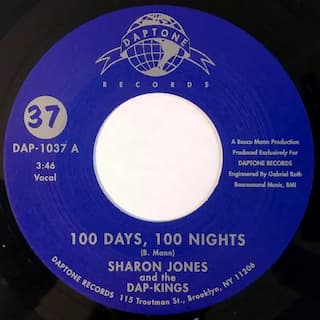 DAPTONE
RECORDS
37
DAP-1037 A
3:46
Vocal
A Bosco Mann Production
Produced Exclusively For
DAPTONE RECORDS
Engineered By Gabriel Roth
Bosconsound Music, BMI
100 DAYS, 100 NIGHTS
(B. Mann)
SHARON JONES
and the
DAP-KINGS
DAPTONE RECORDS 115 Troutman St., Brooklyn, NY 11206